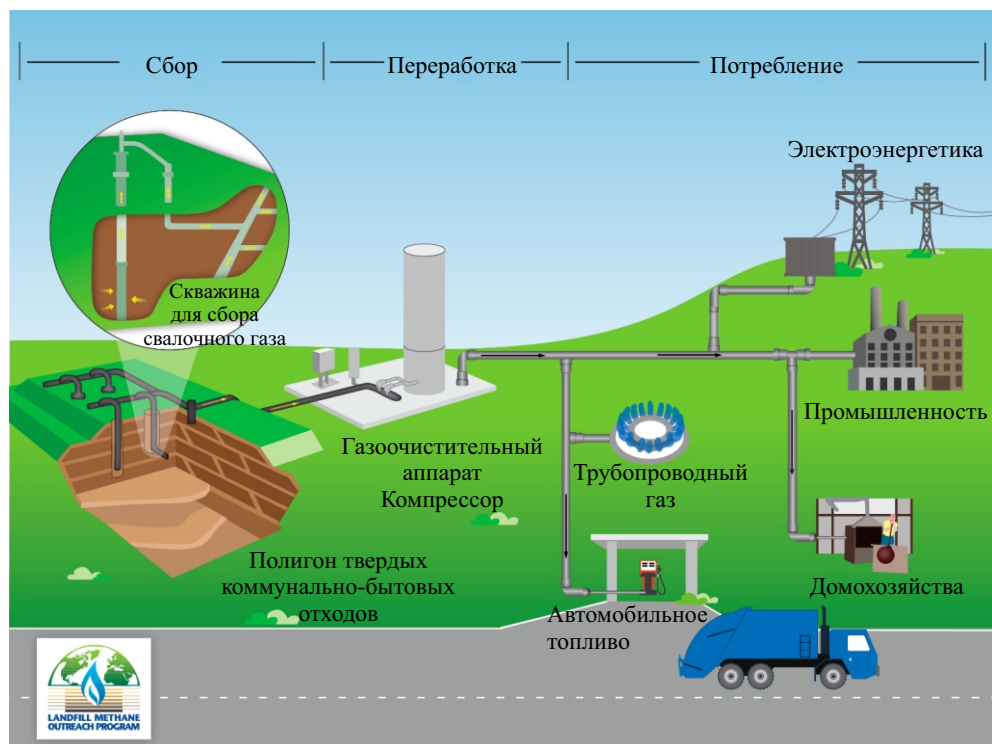 Сбор
Переработка
Потребление
Электроэнергетика
Скважина
для сбора
свалочного газа
Промышленность
Газоочистительный
аппарат
Компрессор
Трубопроводный
газ
Полигон твердых
коммунально-бытовых
отходов
Домохозяйства
Автомобильное
топливо
LANDFILL METHANE
OUTREACH PROGRAM